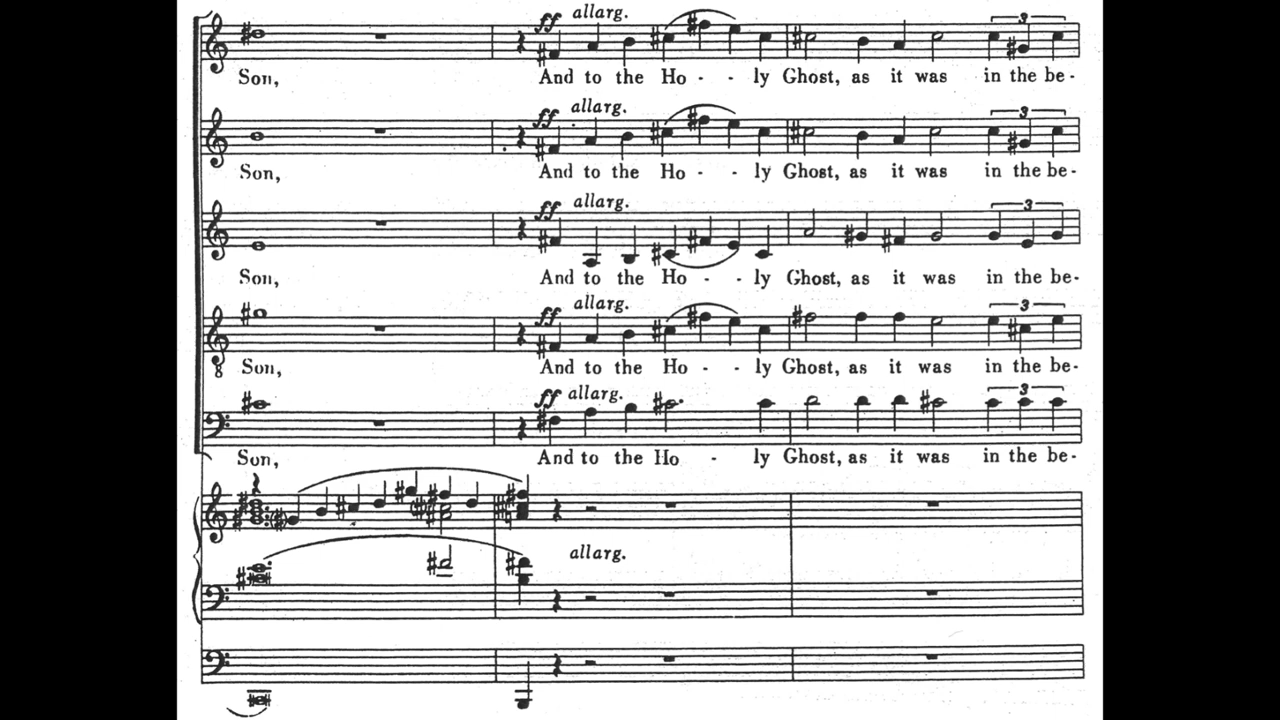 ff allarg.
3
Son, And to the Ho - - ly Ghost, as it was in the be-
ff allarg.
3
Son, And to the Ho - - ly Ghost, as it was in the be-
ff allarg.
3
Son, And to the Ho - - ly Ghost, as it was in the be-
ff allarg.
3
8 Son, And to the Ho - - ly Ghost, as it was in the be-
ff allarg.
3
Son, And to the Ho - ly Ghost, as it was in the be-
allarg.